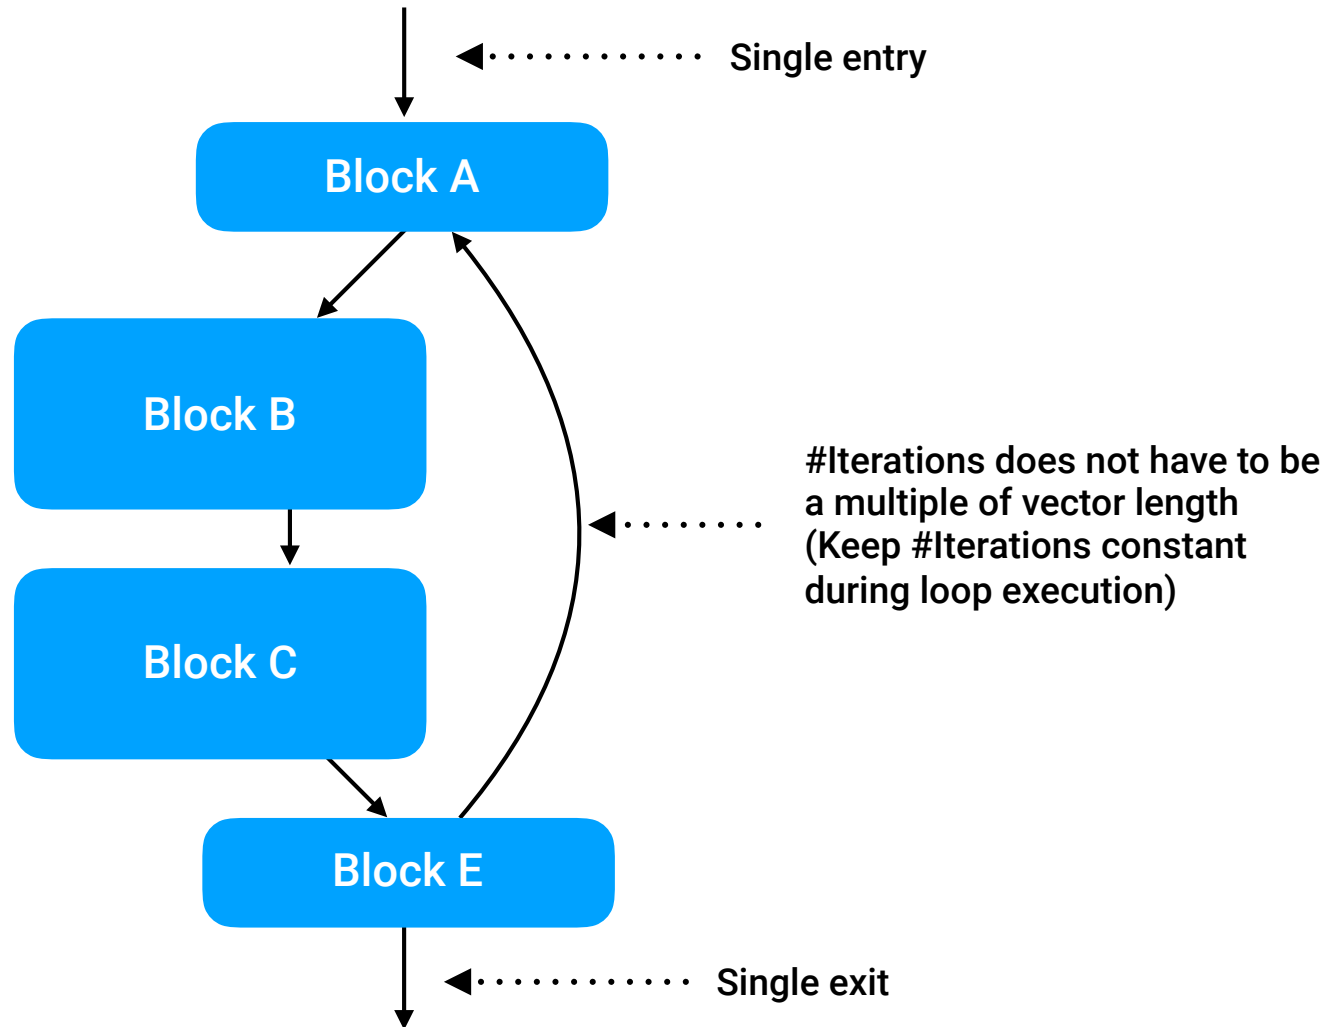 Single entry
Block A
Block B
#Iterations does not have to be
a multiple of vector length
(Keep #Iterations constant
during loop execution)
Block C
Block E
Single exit